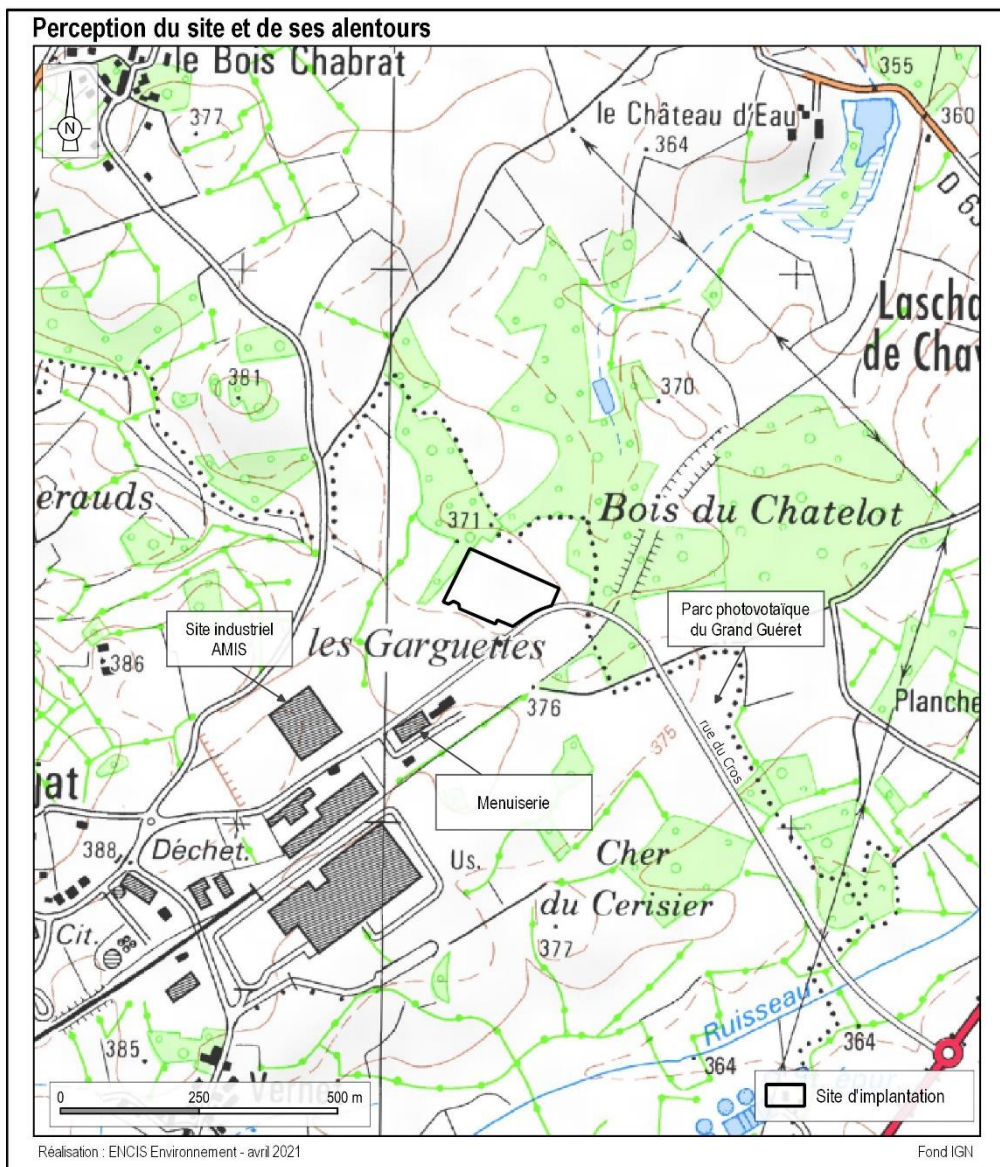 Perception du site et de ses alentours
le Bois Chabrat
355
377
le Château d'Eau
364
360
N
D 65
Lascha
de Chav
370
381
erauds
371
Bois du Chatelot
Site industriel
AMIS
Parc photovotaïque
du Grand Guéret
les Garguettes
386
376
Planche
375
rue du Cros
jat
Menuiserie
388
Déchet.
Us.
Cher
du Cerisier
Cit.
377
Ruisseau
385
364
364
Verne
épur
0 250 500 m
Site d'implantation
Réalisation : ENCIS Environnement - avril 2021
Fond IGN